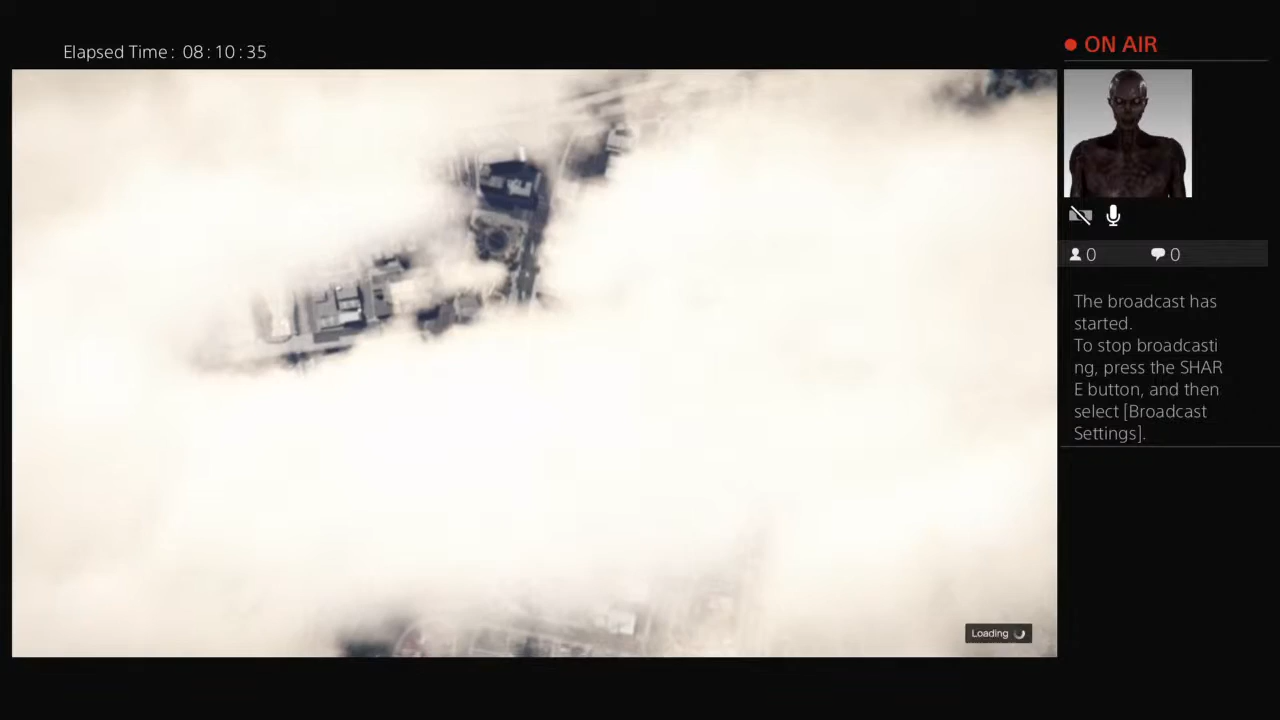 Elapsed Time: 08:10:35
ON AIR
0 0
The broadcast has
started.
To stop broadcasti
ng, press the SHAR
E button, and then
select [Broadcast
Settings].
Loading